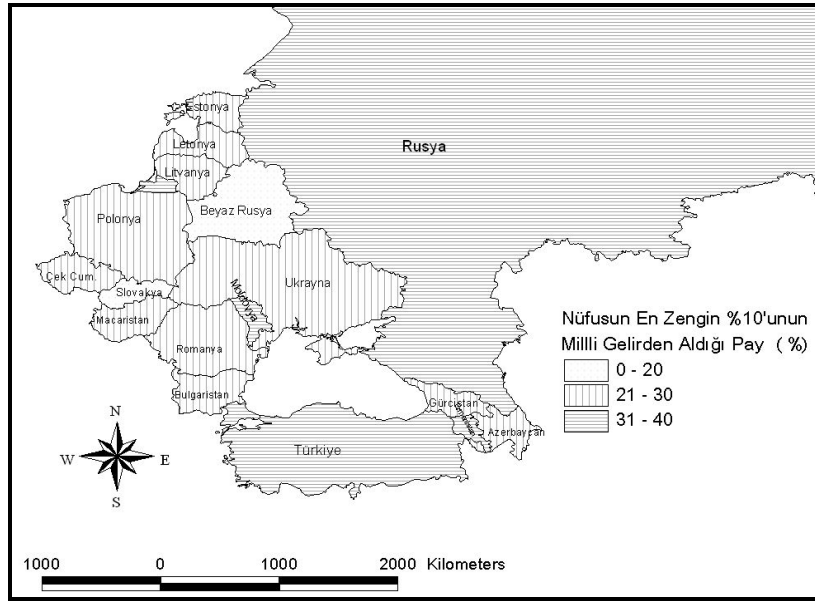 Estonya
Letonya
Litvanya
Rusya
Beyaz Rusya
Polonya
Çek Cum.
Slovakya
Ukrayna
Moldovya
Macaristan
Romanya
Bulgaristan
Gürcistan
Azerbaycan
Türkiye
Nüfusun En Zengin %10'unun
Millli Gelirden Aldığı Pay ( %)
0 - 20
21 - 30
31 - 40
N
W E
S
1000 0 1000 2000 Kilometers